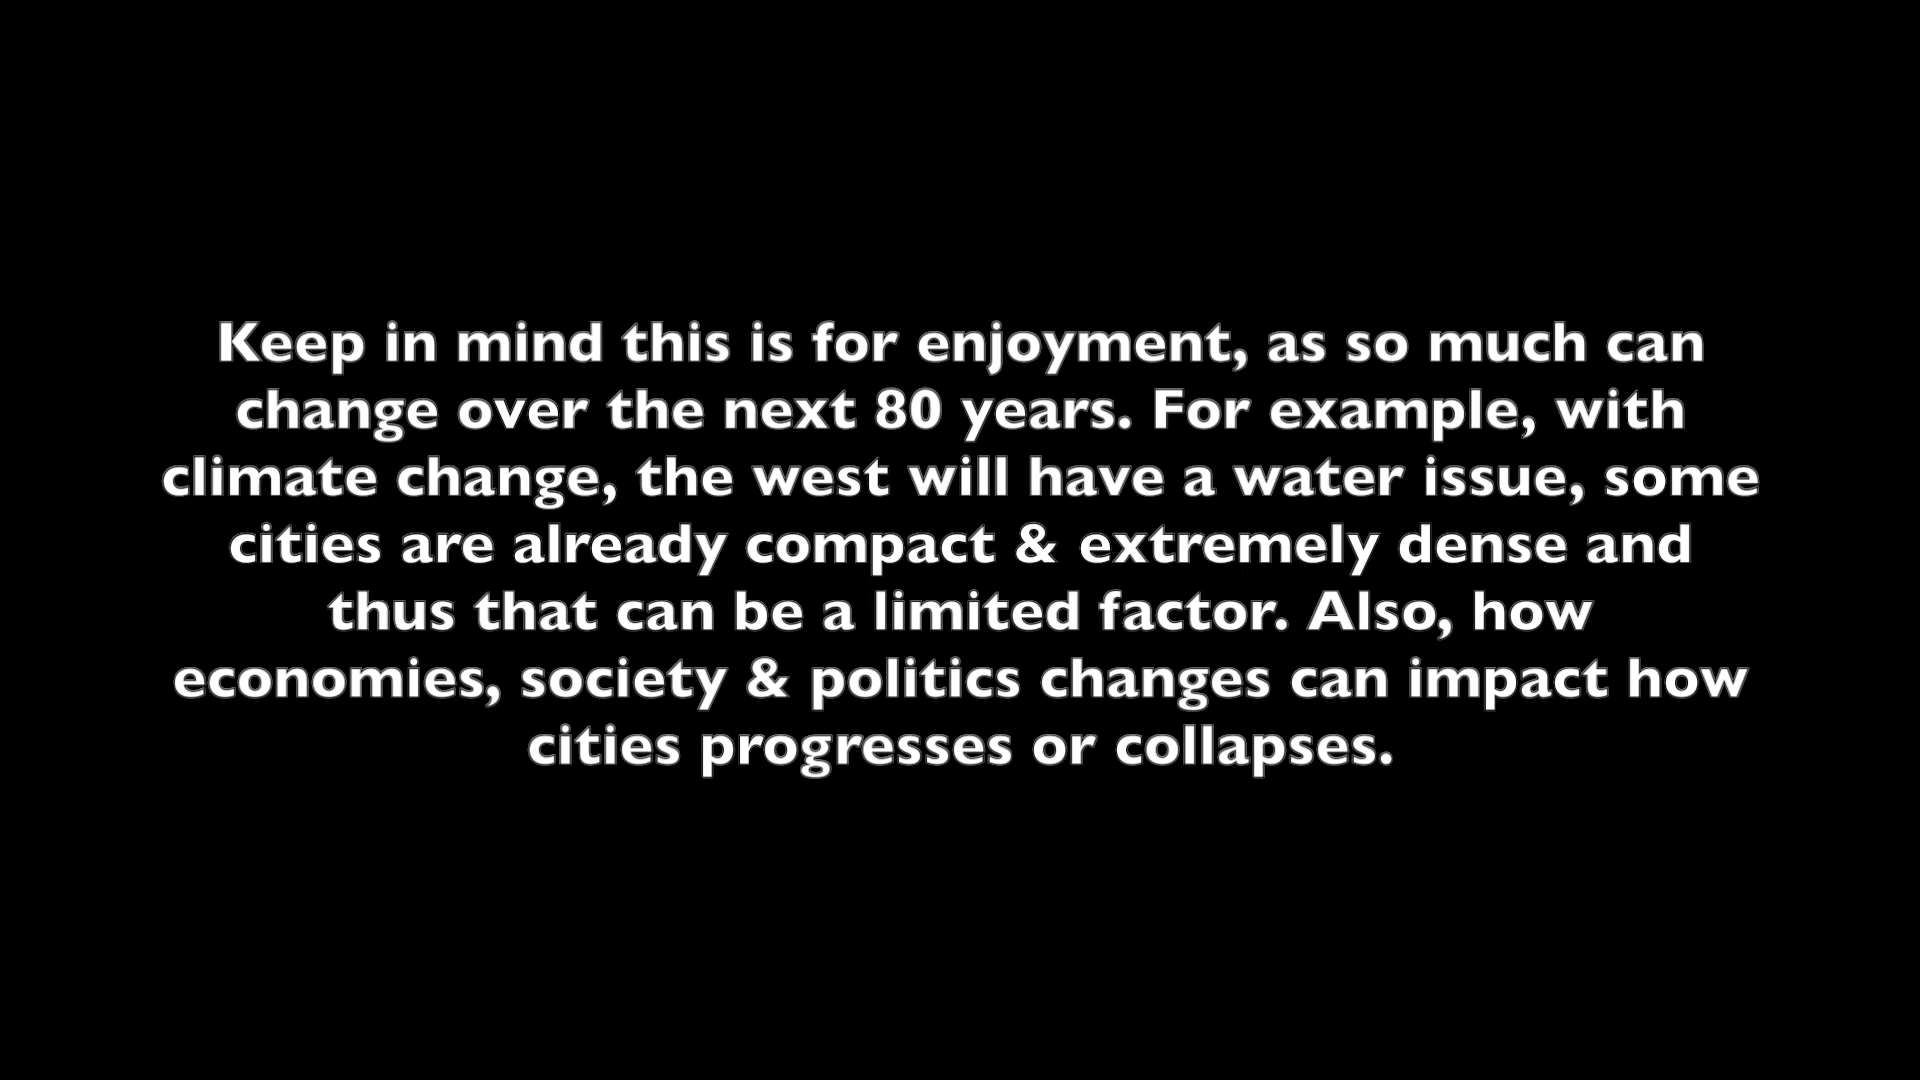 Keep in mind this is for enjoyment, as so much can
change over the next 80 years. For example, with
climate change, the west will have a water issue, some
cities are already compact & extremely dense and
thus that can be a limited factor. Also, how
economies, society & politics changes can impact how
cities progresses or collapses.